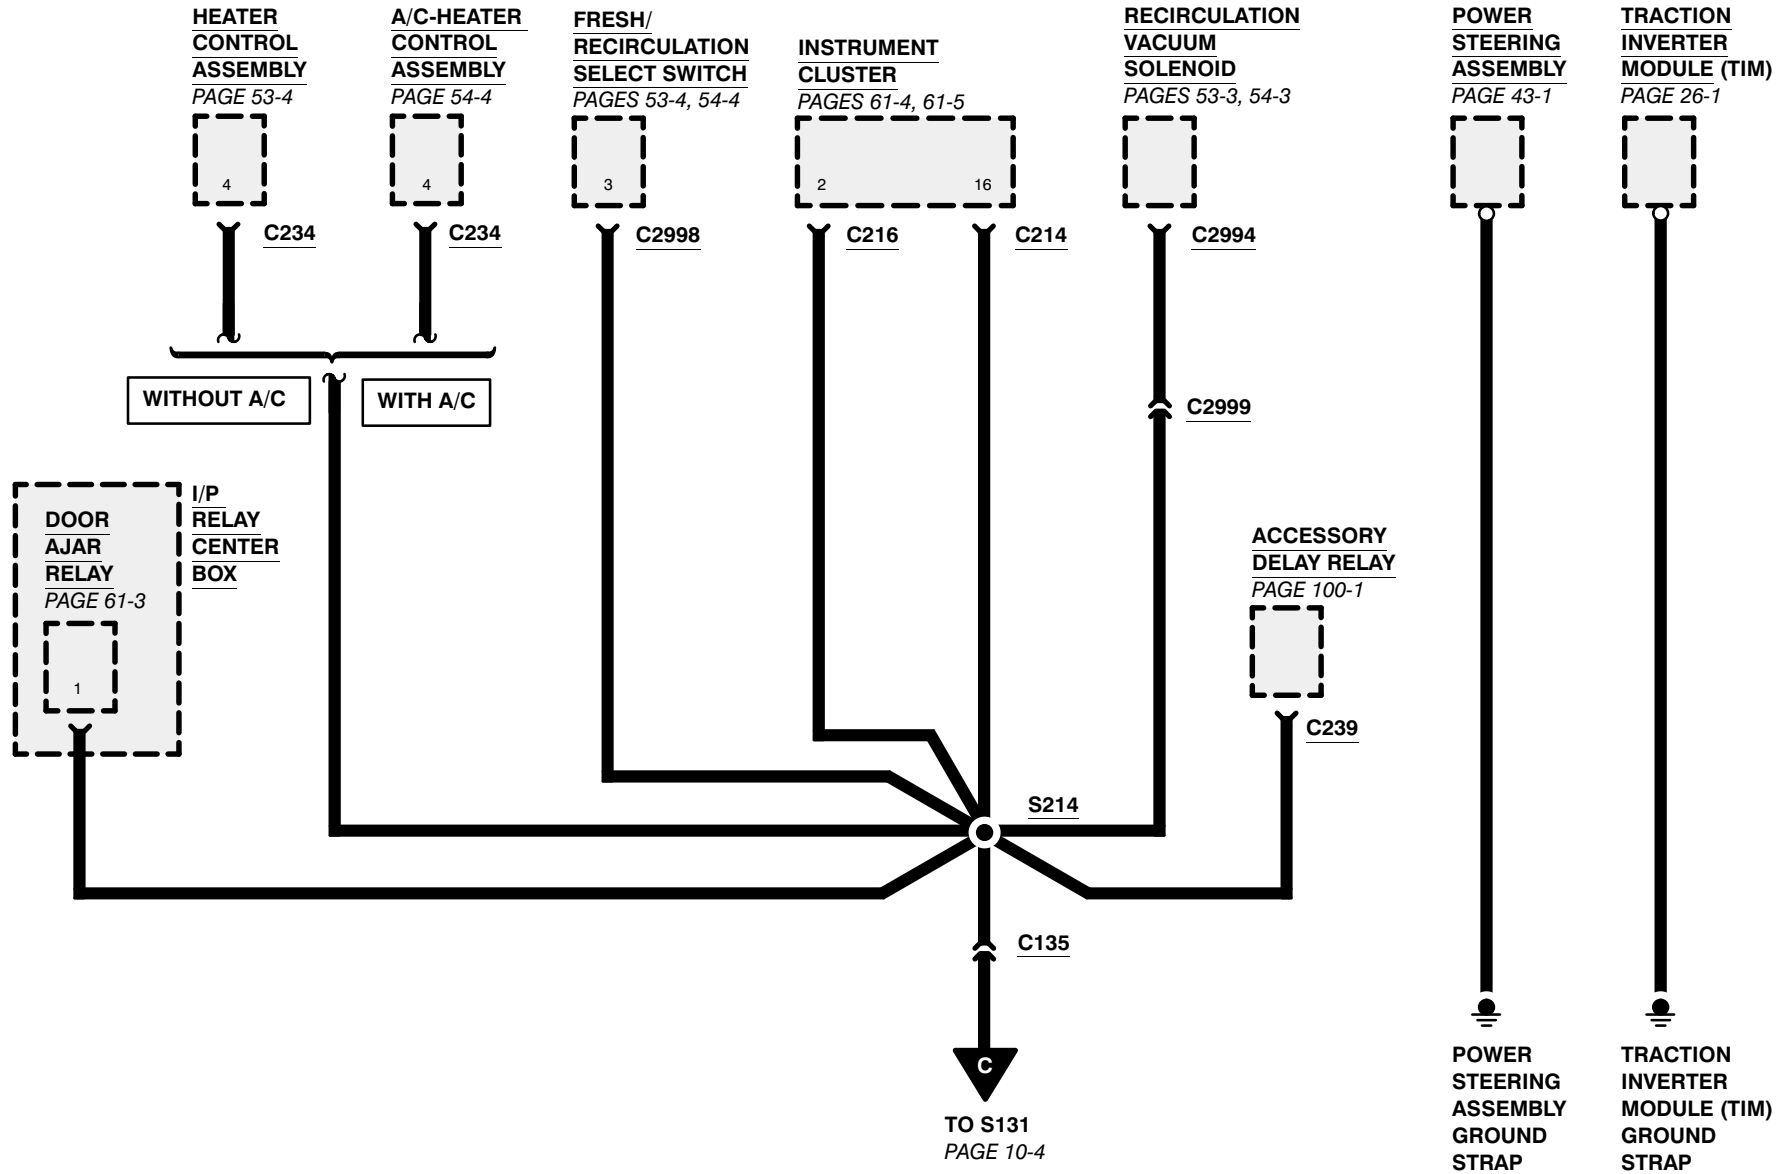 HEATER
CONTROL
ASSEMBLY
PAGE 53-4
4
C234
A/C-HEATER
CONTROL
ASSEMBLY
PAGE 54-4
4
C234
FRESH/
RECIRCULATION
SELECT SWITCH
PAGES 53-4, 54-4
3
C2998
INSTRUMENT
CLUSTER
PAGES 61-4, 61-5
2
16
C216
C214
RECIRCULATION
VACUUM
SOLENOID
PAGES 53-3, 54-3
C2994
POWER
STEERING
ASSEMBLY
PAGE 43-1
TRACTION
INVERTER
MODULE (TIM)
PAGE 26-1
WITHOUT A/C
WITH A/C
C2999
I/P
RELAY
CENTER
BOX
DOOR
AJAR
RELAY
PAGE 61-3
1
ACCESSORY
DELAY RELAY
PAGE 100-1
C239
S214
C135
C
TO S131
PAGE 10-4
POWER
STEERING
ASSEMBLY
GROUND
STRAP
TRACTION
INVERTER
MODULE (TIM)
GROUND
STRAP